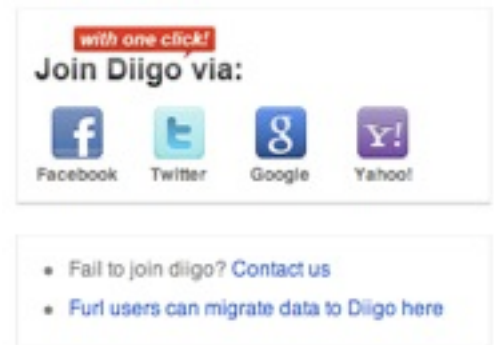 with one click!
Join Diigo via:
f t g Y!
Facebook Twitter Google Yahoo!
Fail to join diigo? Contact us
Furl users can migrate data to Diigo here